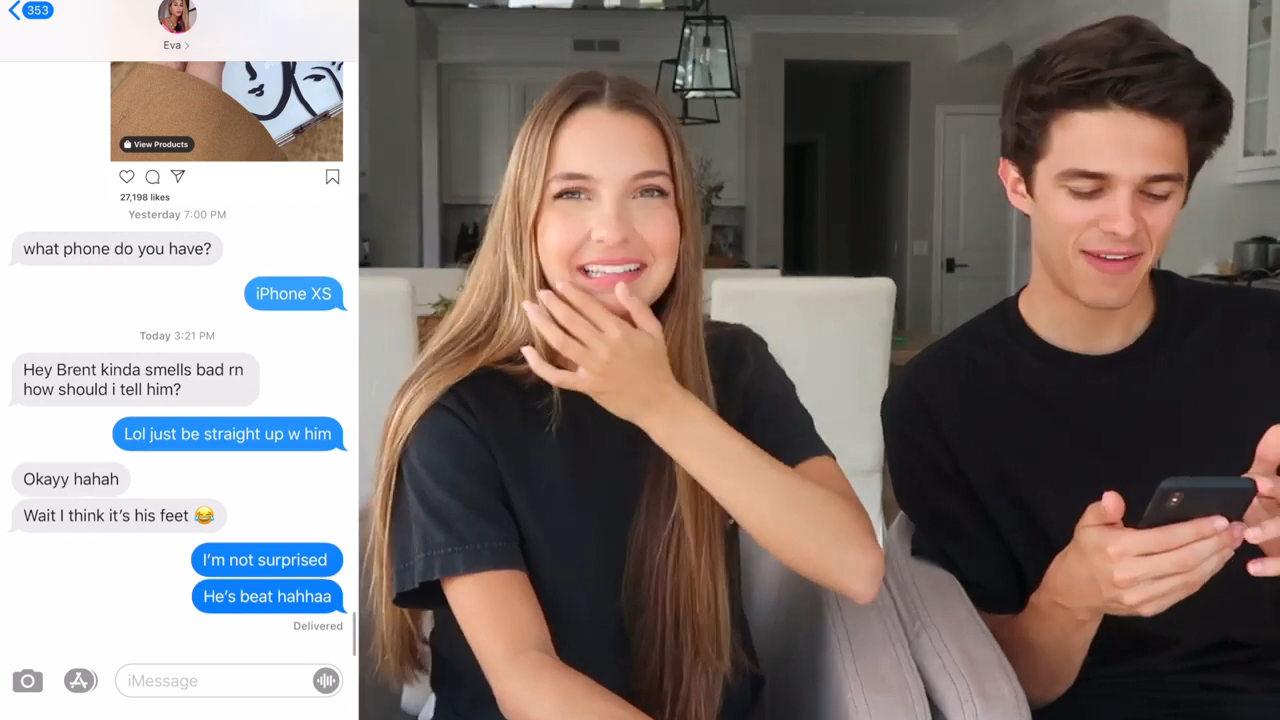 353
Eva
View Products
27,198 likes
Yesterday 7:00 PM
what phone do you have?
iPhone XS
Today 3:21 PM
Hey Brent kinda smells bad rn
how should i tell him?
Lol just be straight up w him
Okayy hahah
Wait I think it's his feet 😂
I'm not surprised
He's beat hahhaa
Delivered
iMessage